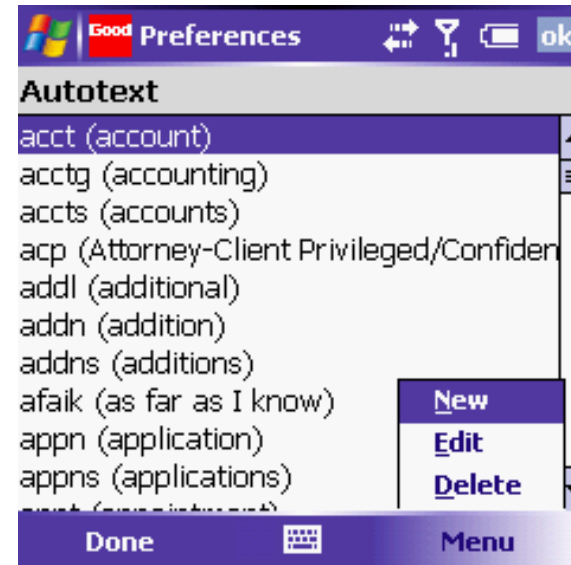 Good Preferences ok
Autotext
acct (account)
acctg (accounting)
accts (accounts)
acp (Attorney-Client Privileged/Confiden
addl (additional)
addn (addition)
addns (additions)
afaik (as far as I know)
New
appn (application)
Edit
appns (applications)
Delete
Done
Menu